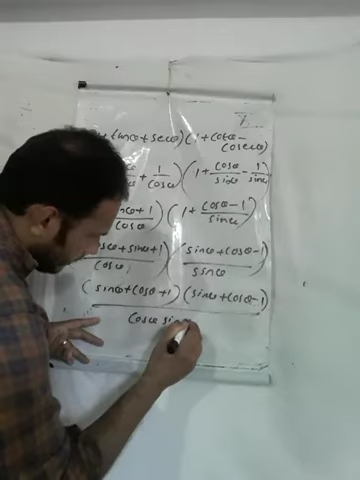 + tanθ + secθ)(1 + cotθ - cosecθ)
+ 1/cosθ)(1 + cosθ/sinθ - 1/sinθ)
+ 1/cosθ)(1 + cosθ - 1/sinθ)
cosθ + sinθ + 1)/cosθ (sinθ + cosθ - 1)/sinθ
(sinθ + cosθ + 1)(sinθ + cosθ - 1)
cosθ sin